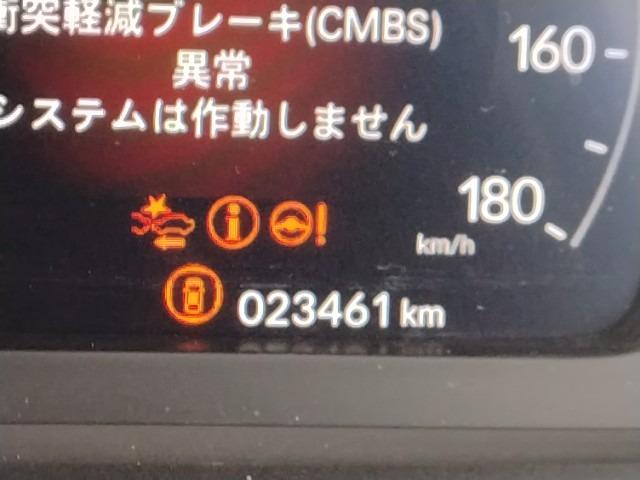 衝突軽減ブレーキ(CMBS)
異常
システムは作動しません
160
180
km/h
023461 km